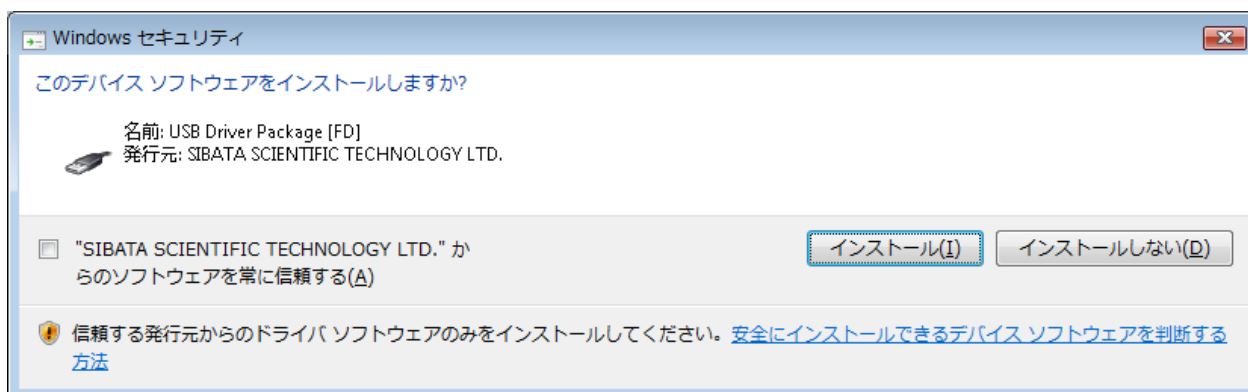 Windows セキュリティ
このデバイス ソフトウェアをインストールしますか?
名前: USB Driver Package [FD]
発行元: SIBATA SCIENTIFIC TECHNOLOGY LTD.
"SIBATA SCIENTIFIC TECHNOLOGY LTD." か
らのソフトウェアを常に信頼する(A)
インストール(I)
インストールしない(D)
信頼する発行元からのドライバ ソフトウェアのみをインストールしてください。安全にインストールできるデバイス ソフトウェアを判断する
方法